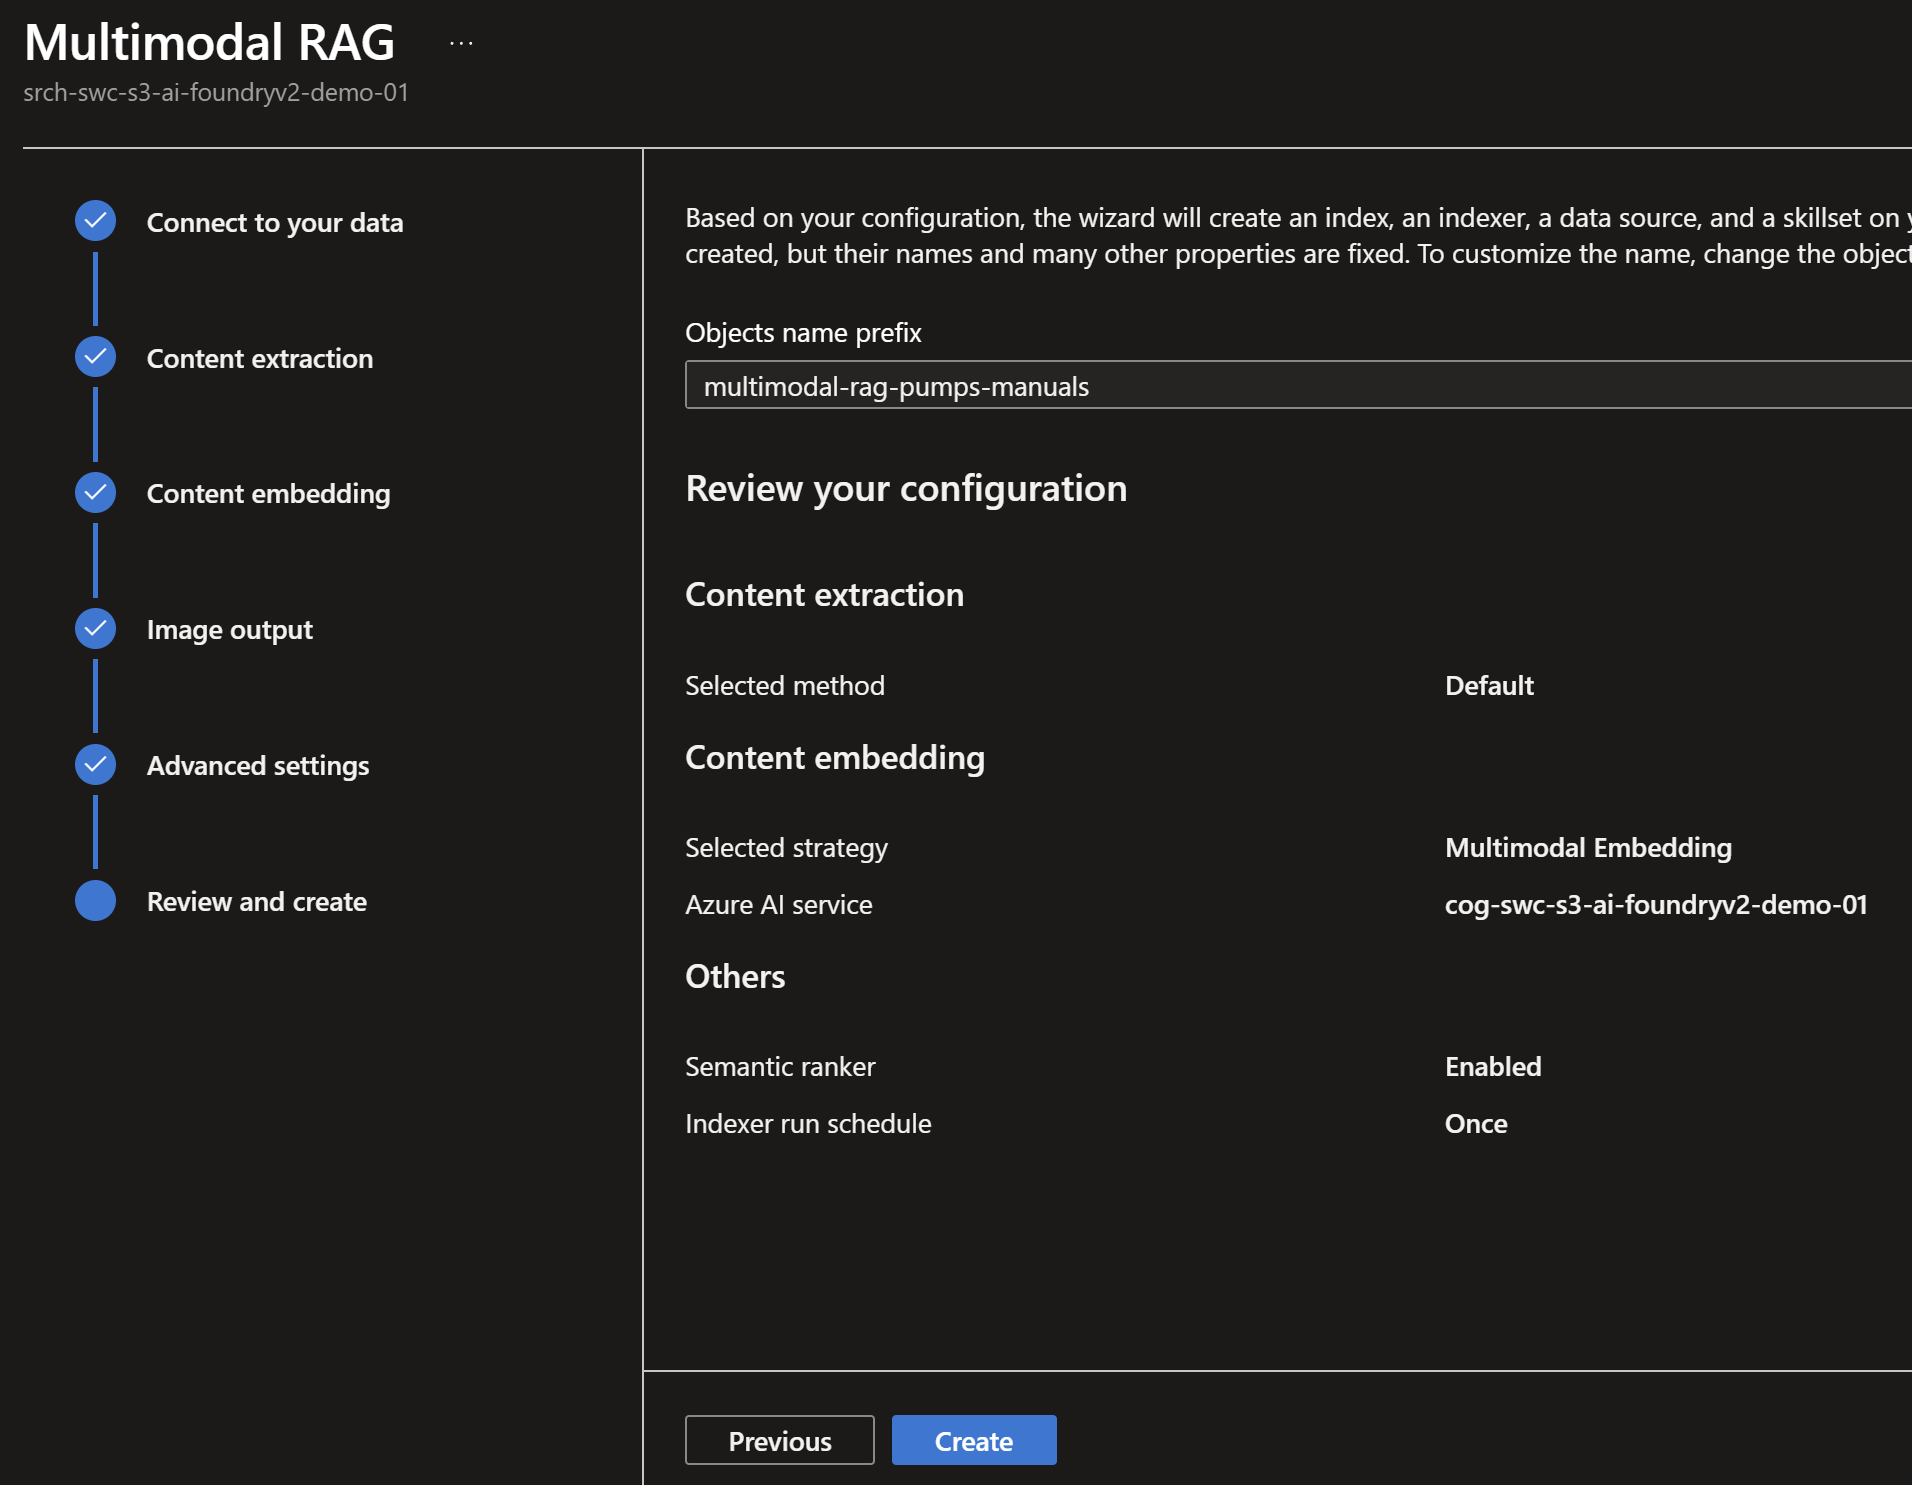 Multimodal RAG ...
srch-swc-s3-ai-foundryv2-demo-01
Connect to your data
Content extraction
Content embedding
Image output
Advanced settings
Review and create
Based on your configuration, the wizard will create an index, an indexer, a data source, and a skillset on
created, but their names and many other properties are fixed. To customize the name, change the object
Objects name prefix
multimodal-rag-pumps-manuals
Review your configuration
Content extraction
Selected method Default
Content embedding
Selected strategy Multimodal Embedding
Azure AI service cog-swc-s3-ai-foundryv2-demo-01
Others
Semantic ranker Enabled
Indexer run schedule Once
Previous Create